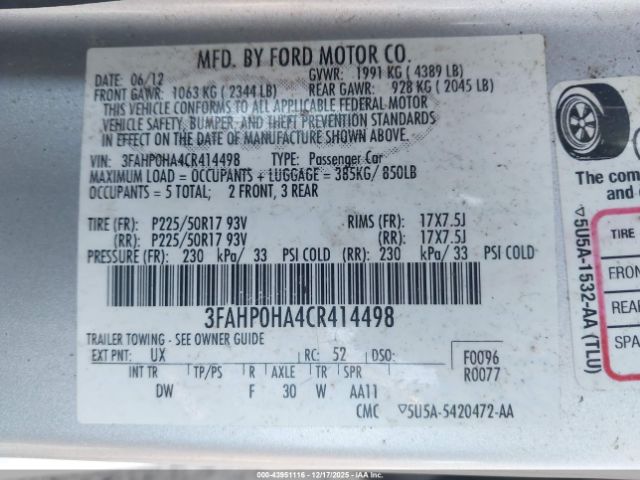 MFD. BY FORD MOTOR CO.
DATE: 06/12 GVWR: 1991 KG ( 4389 LB)
FRONT GAWR: 1063 KG ( 2344 LB) REAR GAWR: 928 KG ( 2045 LB)
THIS VEHICLE CONFORMS TO ALL APPLICABLE FEDERAL MOTOR
VEHICLE SAFETY, BUMPER, AND THEFT PREVENTION STANDARDS
IN EFFECT ON THE DATE OF MANUFACTURE SHOWN ABOVE.
VIN: 3FAHP0HA4CR414498 TYPE: Passenger Car
MAXIMUM LOAD = OCCUPANTS + LUGGAGE = 385KG/ 850LB
OCCUPANTS = 5 TOTAL; 2 FRONT, 3 REAR
TIRE (FR): P225/50R17 93V RIMS (FR): 17X7.5J
(RR): P225/50R17 93V (RR): 17X7.5J
PRESSURE (FR): 230 kPa/ 33 PSI COLD (RR): 230 kPa/ 33 PSI COLD
3FAHP0HA4CR414498
TRAILER TOWING - SEE OWNER GUIDE
EXT PNT: UX RC: 52 DSO: F0096
INT TR TP/PS R AXLE TR SPR R0077
DW F 30 W AA11
CMC ▽5U5A-5420472-AA
The com
and
▽5U5A-1532-AA (TLU)
TIRE
FRON
REAR
SPA
000-43951116 - 12/17/2025 - COPYRIGHT IAA, LLC